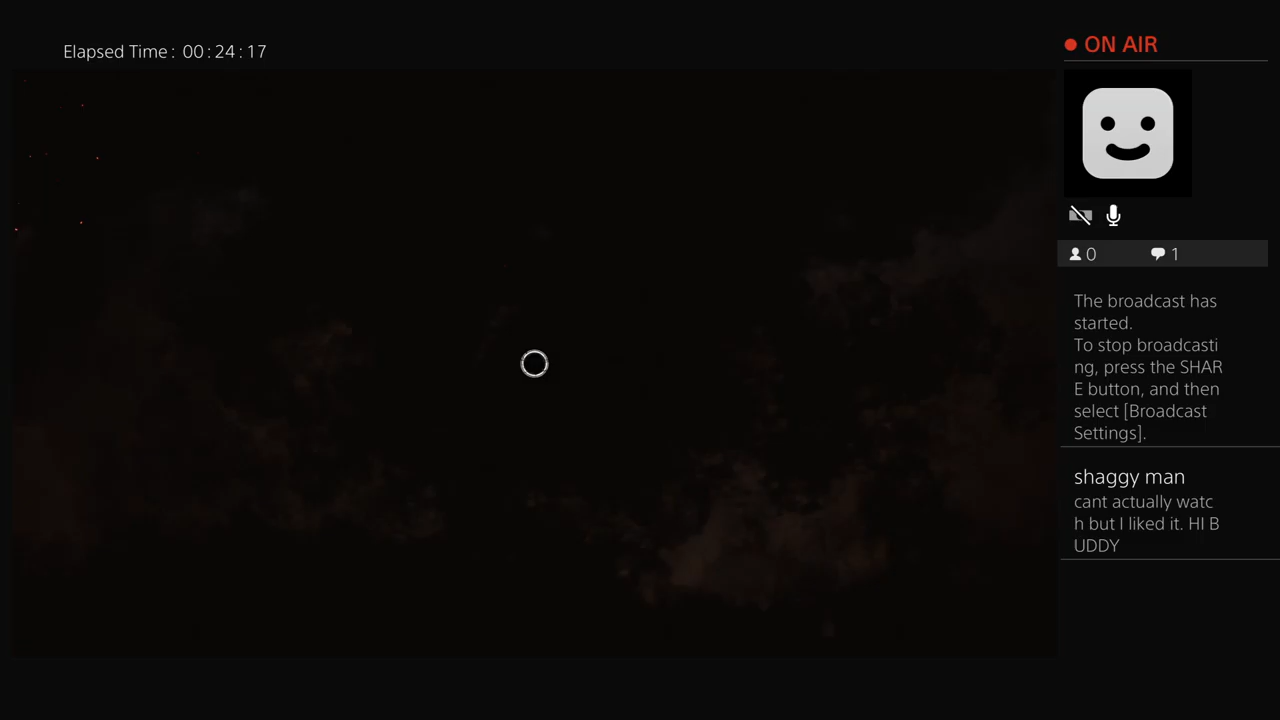 Elapsed Time: 00:24:17
ON AIR
0 1
The broadcast has
started.
To stop broadcasti
ng, press the SHAR
E button, and then
select [Broadcast
Settings].
shaggy man
cant actually watc
h but I liked it. HI B
UDDY